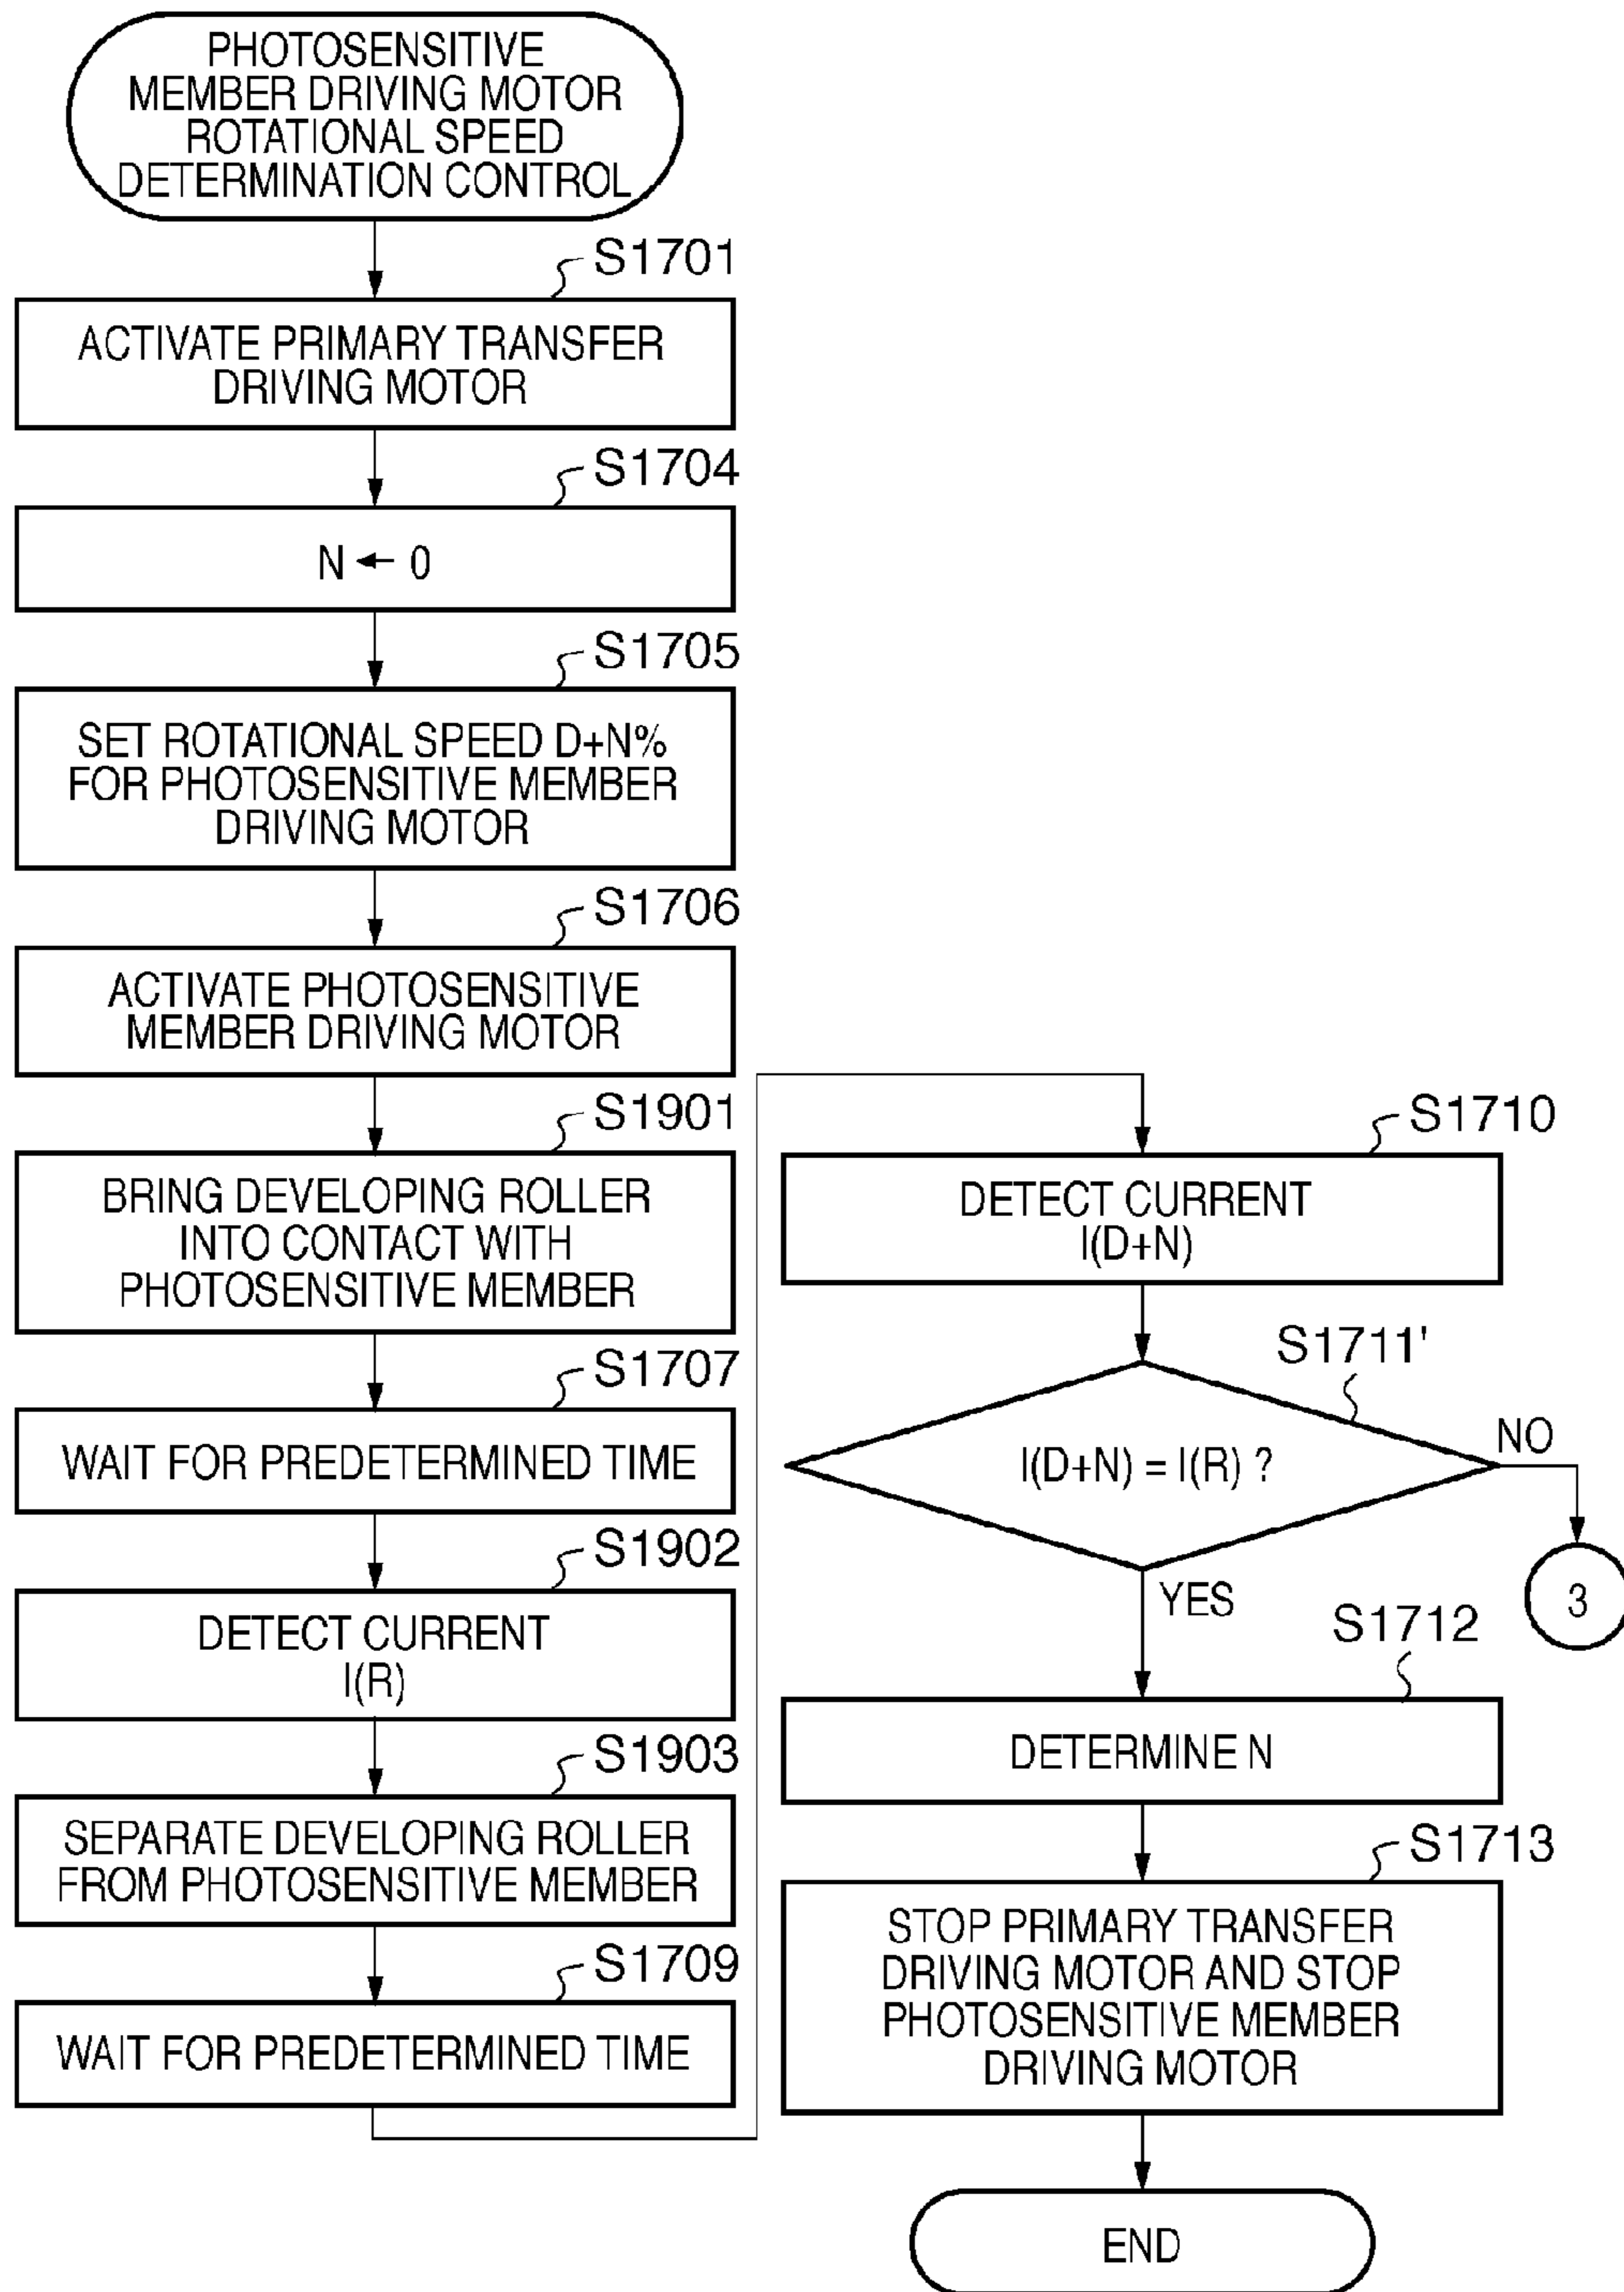 PHOTOSENSITIVE
MEMBER DRIVING MOTOR
ROTATIONAL SPEED
DETERMINATION CONTROL
S1701
ACTIVATE PRIMARY TRANSFER
DRIVING MOTOR
S1704
N ← 0
S1705
SET ROTATIONAL SPEED D+N%
FOR PHOTOSENSITIVE MEMBER
DRIVING MOTOR
S1706
ACTIVATE PHOTOSENSITIVE
MEMBER DRIVING MOTOR
S1901
BRING DEVELOPING ROLLER
INTO CONTACT WITH
PHOTOSENSITIVE MEMBER
S1707
WAIT FOR PREDETERMINED TIME
S1902
DETECT CURRENT
I(R)
S1903
SEPARATE DEVELOPING ROLLER
FROM PHOTOSENSITIVE MEMBER
S1709
WAIT FOR PREDETERMINED TIME
S1710
DETECT CURRENT
I(D+N)
S1711'
I(D+N) = I(R) ?
NO
3
YES
S1712
DETERMINE N
S1713
STOP PRIMARY TRANSFER
DRIVING MOTOR AND STOP
PHOTOSENSITIVE MEMBER
DRIVING MOTOR
END